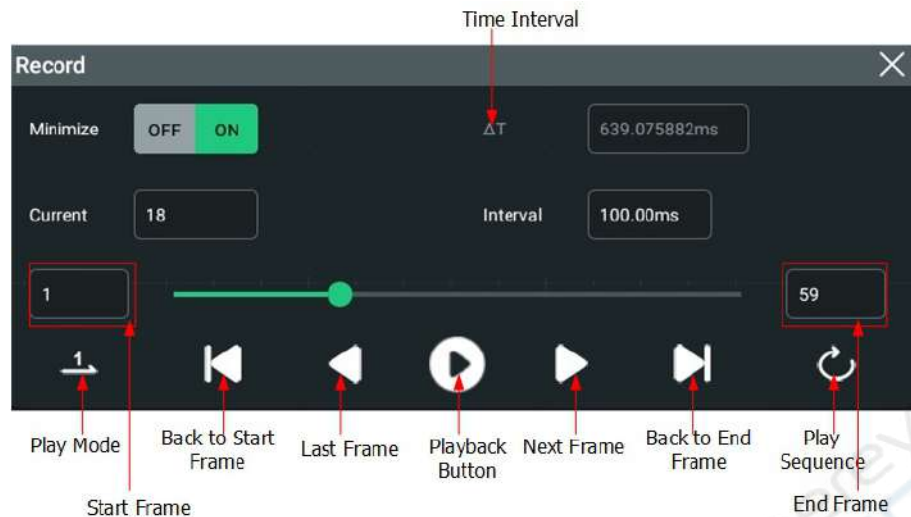 Time Interval
Record
Minimize OFF ON ΔT 639.075882ms
Current 18 Interval 100.00ms
1 59
1
Play Mode Back to Start Frame Last Frame Playback Button Next Frame Back to End Frame Play Sequence
Start Frame End Frame